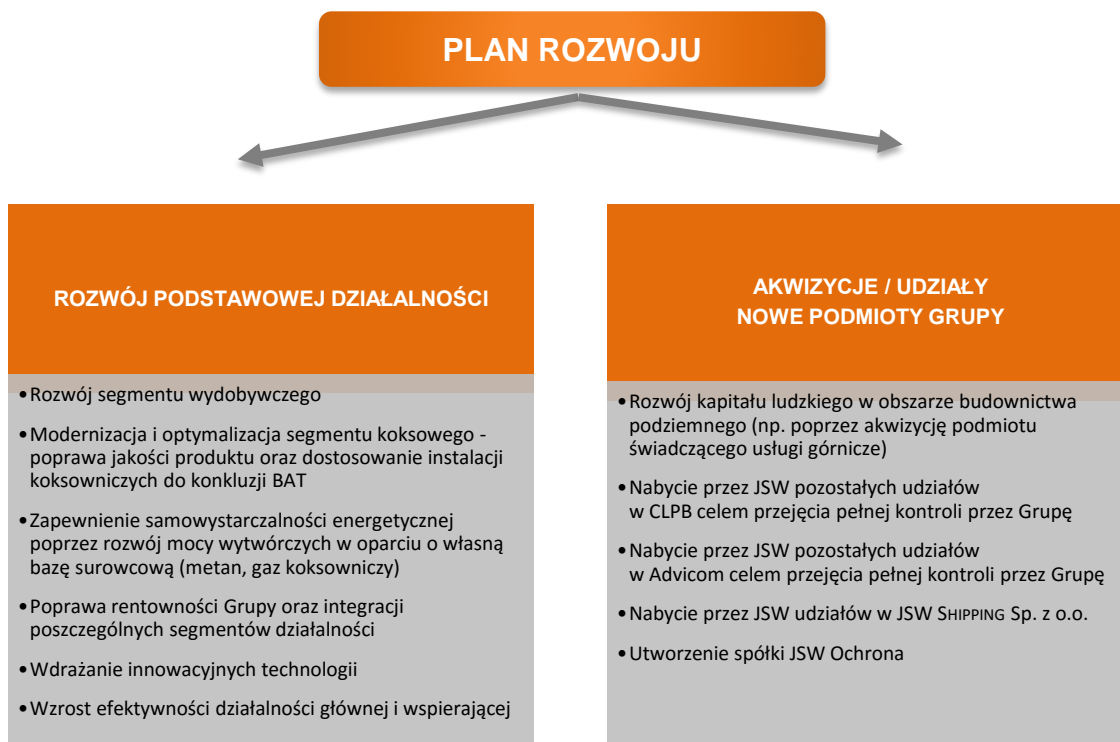 PLAN ROZWOJU
ROZWÓJ PODSTAWOWEJ DZIAŁALNOŚCI
•Rozwój segmentu wydobywczego
•Modernizacja i optymalizacja segmentu koksowego -
poprawa jakości produktu oraz dostosowanie instalacji
koksowniczych do konkluzji BAT
•Zapewnienie samowystarczalności energetycznej
poprzez rozwój mocy wytwórczych w oparciu o własną
bazę surowcową (metan, gaz koksowniczy)
•Poprawa rentowności Grupy oraz integracji
poszczególnych segmentów działalności
•Wdrażanie innowacyjnych technologii
•Wzrost efektywności działalności głównej i wspierającej
AKWIZYCJE / UDZIAŁY
NOWE PODMIOTY GRUPY
•Rozwój kapitału ludzkiego w obszarze budownictwa
podziemnego (np. poprzez akwizycję podmiotu
świadczącego usługi górnicze)
•Nabycie przez JSW pozostałych udziałów
w CLPB celem przejęcia pełnej kontroli przez Grupę
•Nabycie przez JSW pozostałych udziałów
w Advicom celem przejęcia pełnej kontroli przez Grupę
•Nabycie przez JSW udziałów w JSW SHIPPING Sp. z o.o.
•Utworzenie spółki JSW Ochrona